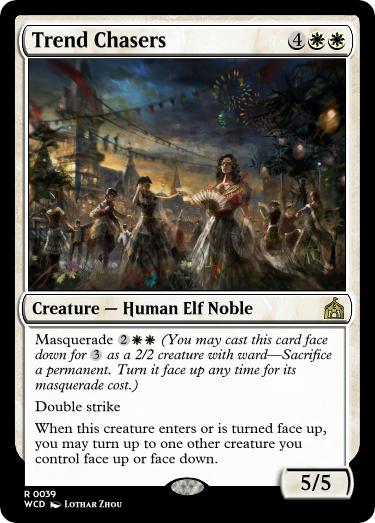 Trend Chasers 4
Creature — Human Elf Noble
Masquerade 2 (You may cast this card face
down for 3 as a 2/2 creature with ward—Sacrifice
a permanent. Turn it face up any time for its
masquerade cost.)
Double strike
When this creature enters or is turned face up,
you may turn up to one other creature you
control face up or face down.
5/5
R 0039
WCD Lothar Zhou